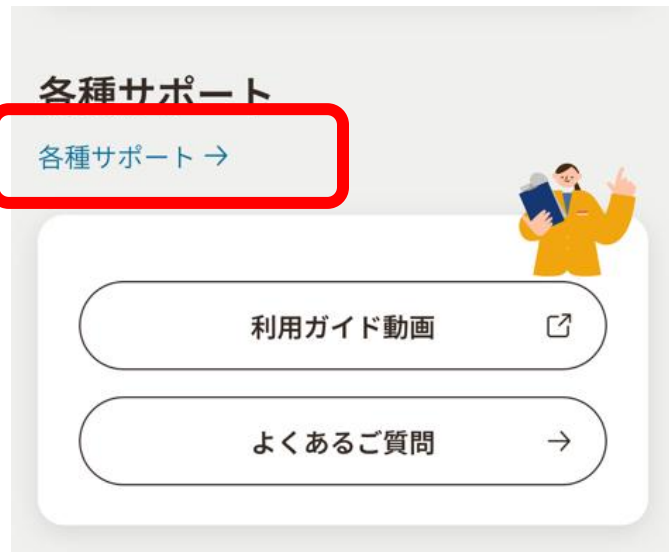 各種サポート
各種サポート →
利用ガイド動画
よくあるご質問 →